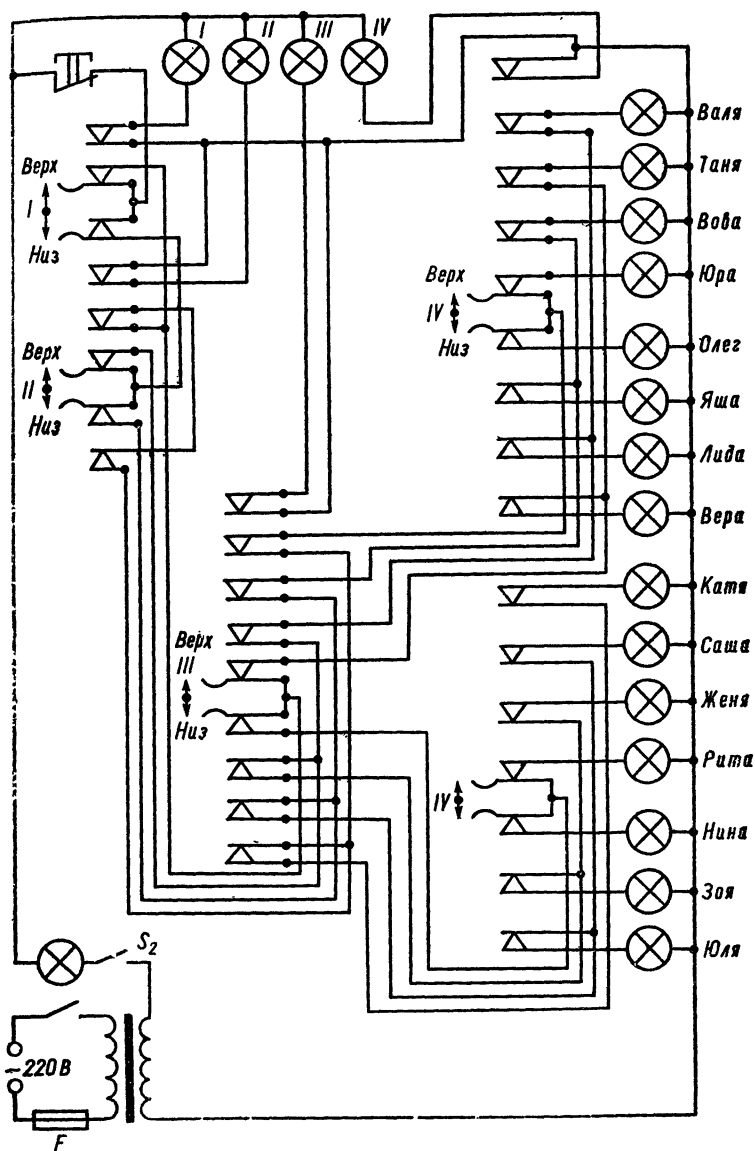 I II III IV
Верх
I
Низ
Верх
II
Низ
Верх
III
Низ
Верх
IV
Низ
IV
Валя
Таня
Вова
Юра
Олег
Яша
Лида
Вера
Катя
Саша
Женя
Рита
Нина
Зоя
Юля
S2
~ 220 В
F